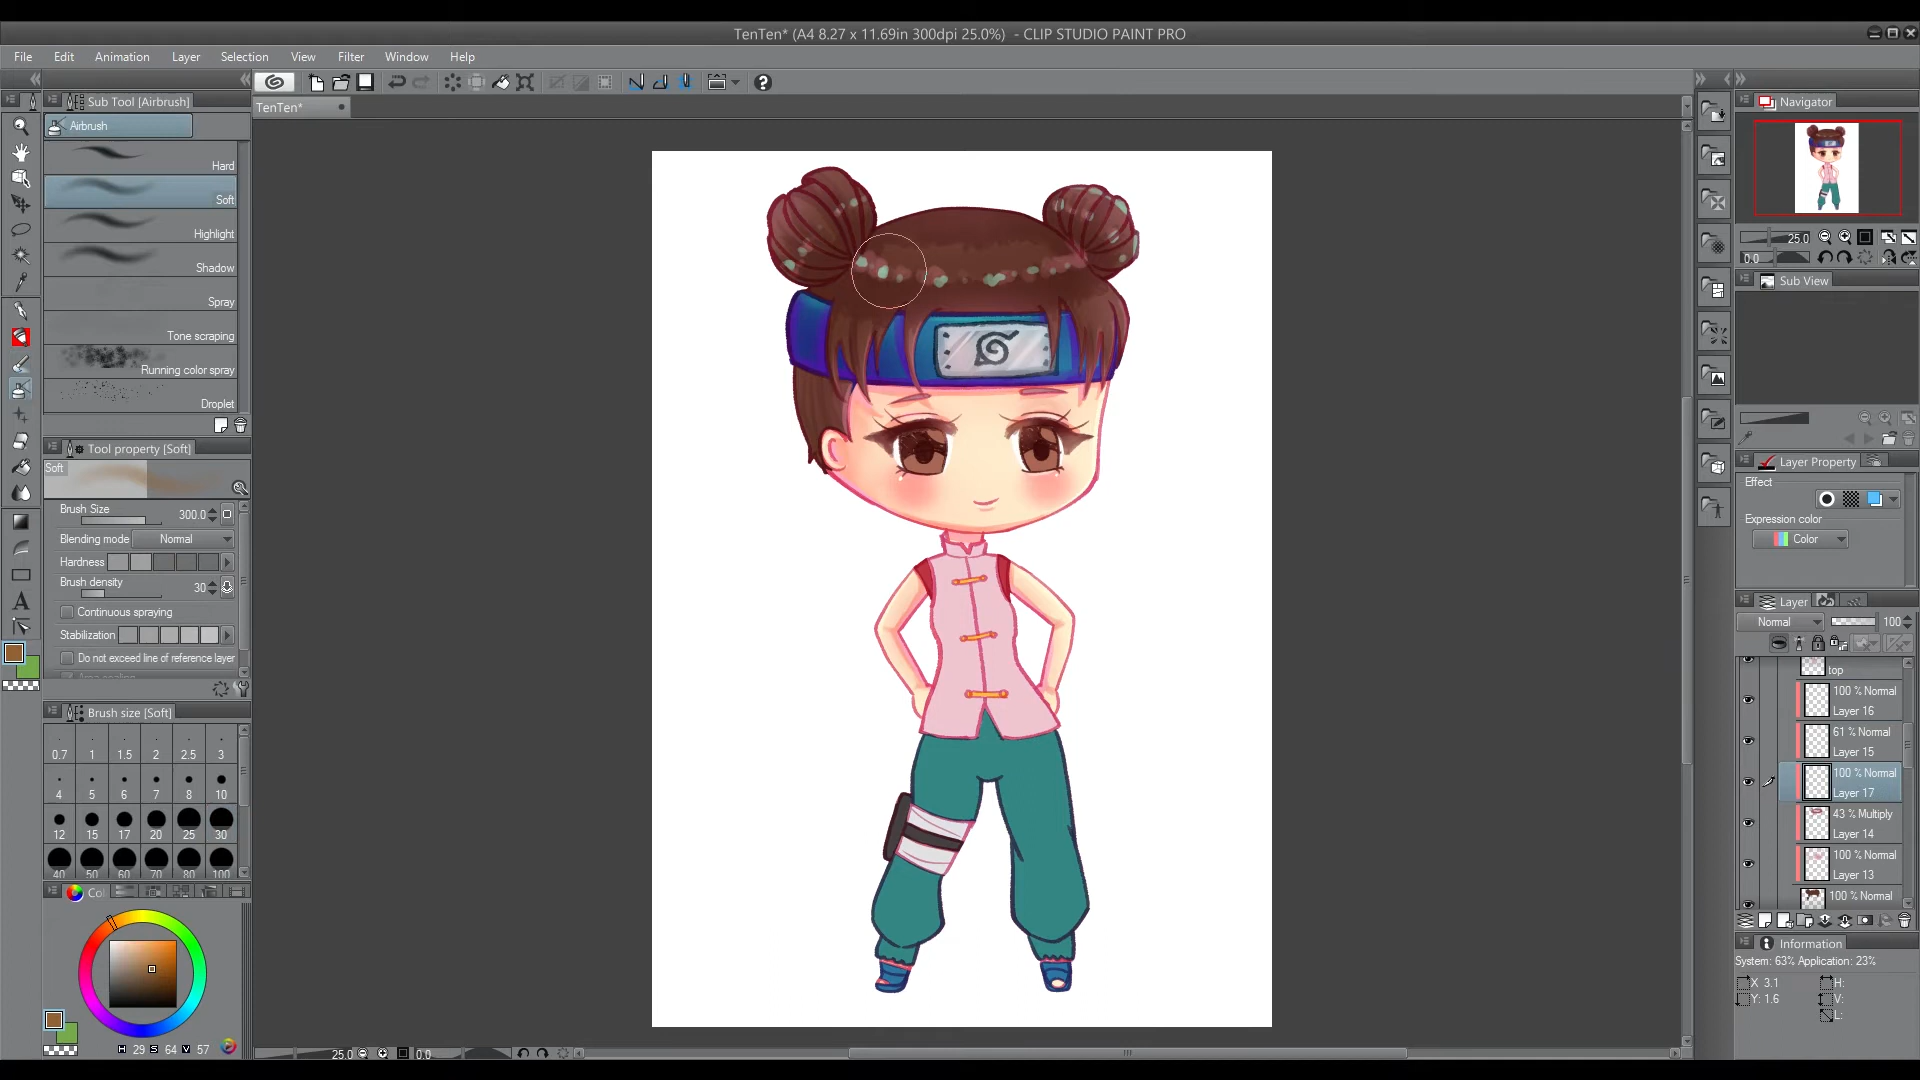 TenTen* (A4 8.27 x 11.69in 300dpi 25.0%) - CLIP STUDIO PAINT PRO
File Edit Animation Layer Selection View Filter Window Help
Sub Tool [Airbrush]
Airbrush
Hard
Soft
Highlight
Shadow
Spray
Tone scraping
Running color spray
Droplet
Tool property [Soft]
Soft
Brush Size 300.0
Blending mode Normal
Hardness
Brush density 30
Continuous spraying
Stabilization
Do not exceed line of reference layer
Brush size [Soft]
0.7 1 1.5 2 2.5 3
4 5 6 7 8 10
12 15 17 20 25 30
40 50 60 70 80 100
Co
H 29 S 64 V 57
TenTen*
25.0 0.0
Navigator
25.0
0.0
Sub View
Layer Property
Effect
Expression color
Color
Layer
Normal 100
top
100 % Normal
Layer 16
61 % Normal
Layer 15
100 % Normal
Layer 17
43 % Multiply
Layer 14
100 % Normal
Layer 13
100 % Normal
Information
System: 63% Application: 23%
X 3.1 H:
Y: 1.6 V:
L: